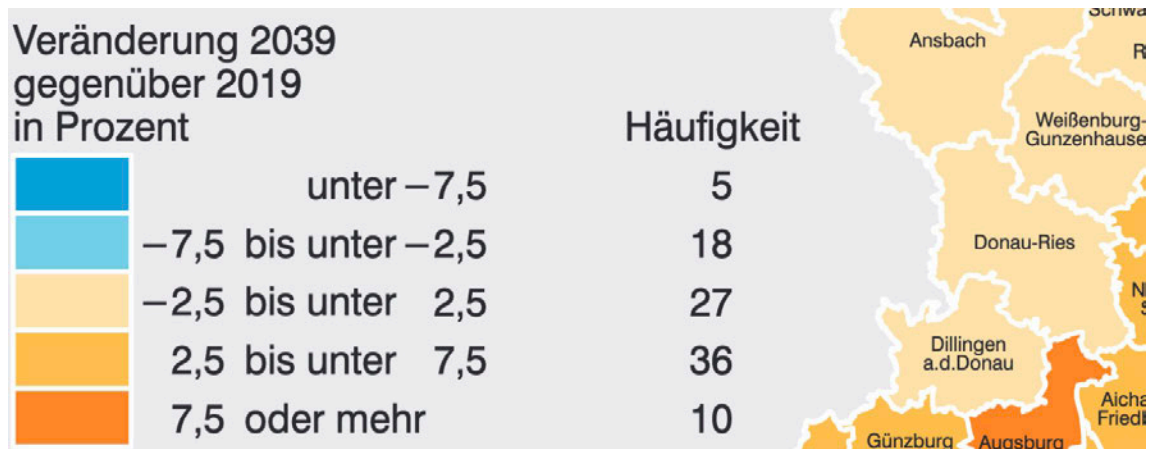 Veränderung 2039
gegenüber 2019
in Prozent
Häufigkeit
unter −7,5 5
−7,5 bis unter −2,5 18
−2,5 bis unter 2,5 27
2,5 bis unter 7,5 36
7,5 oder mehr 10
Ansbach
Weißenburg-
Gunzenhause
Donau-Ries
Dillingen
a.d.Donau
Aicha
Friedb
Günzburg
Augsburg